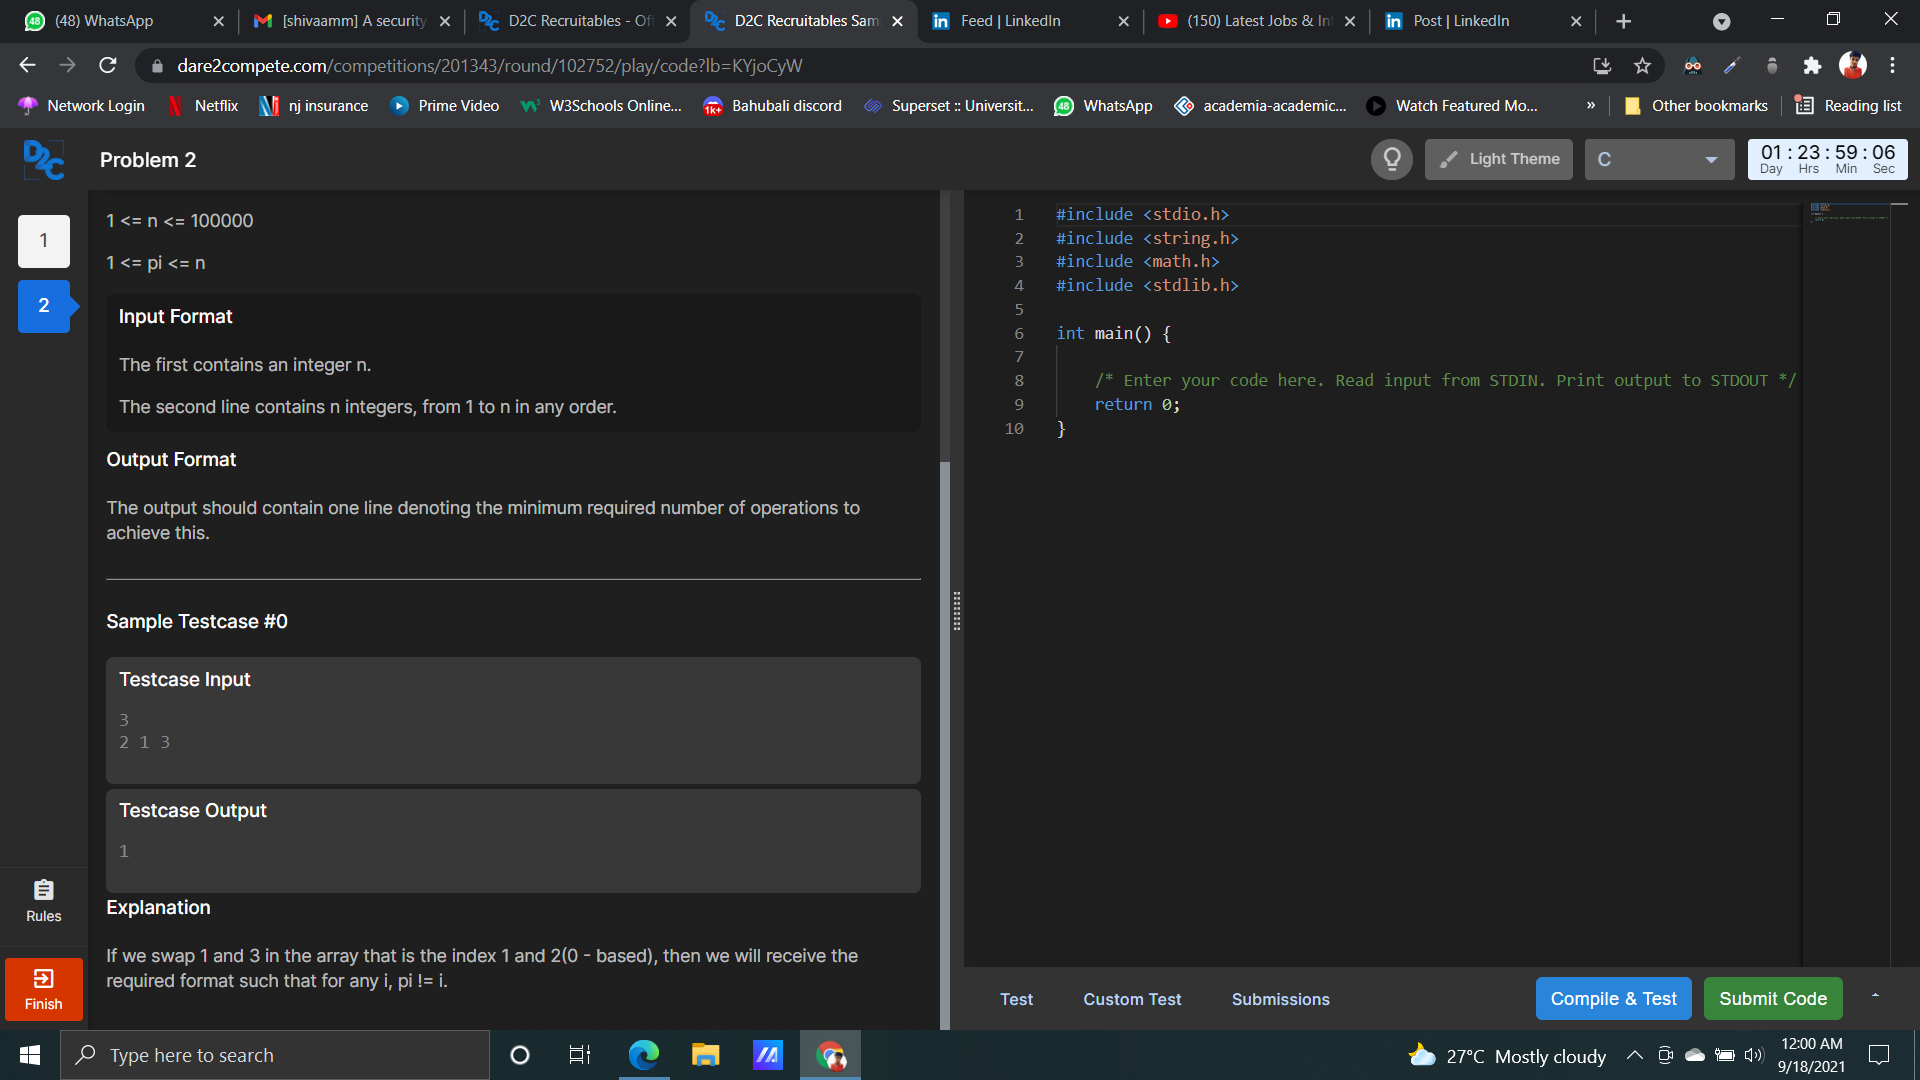 (48) WhatsApp
[shivaamm] A security
D2C Recruitables - Of
D2C Recruitables Sam
Feed | LinkedIn
(150) Latest Jobs & In
Post | LinkedIn
dare2compete.com/competitions/201343/round/102752/play/code?lb=KYjoCyW
Network Login
Netflix
nj insurance
Prime Video
W3Schools Online...
Bahubali discord
Superset :: Universit...
WhatsApp
academia-academic...
Watch Featured Mo...
»
Other bookmarks
Reading list
D2C
Problem 2
Light Theme
C
01 : 23 : 59 : 06
Day Hrs Min Sec
1
2
1 <= n <= 100000
1 <= pi <= n
Input Format
The first contains an integer n.
The second line contains n integers, from 1 to n in any order.
Output Format
The output should contain one line denoting the minimum required number of operations to
achieve this.
Sample Testcase #0
Testcase Input
3
2 1 3
Testcase Output
1
Explanation
If we swap 1 and 3 in the array that is the index 1 and 2(0 - based), then we will receive the
required format such that for any i, pi != i.
Rules
Finish
1 #include <stdio.h>
2 #include <string.h>
3 #include <math.h>
4 #include <stdlib.h>
5
6 int main() {
7
8 /* Enter your code here. Read input from STDIN. Print output to STDOUT */
9 return 0;
10 }
Test
Custom Test
Submissions
Compile & Test
Submit Code
Type here to search
27°C Mostly cloudy
12:00 AM
9/18/2021